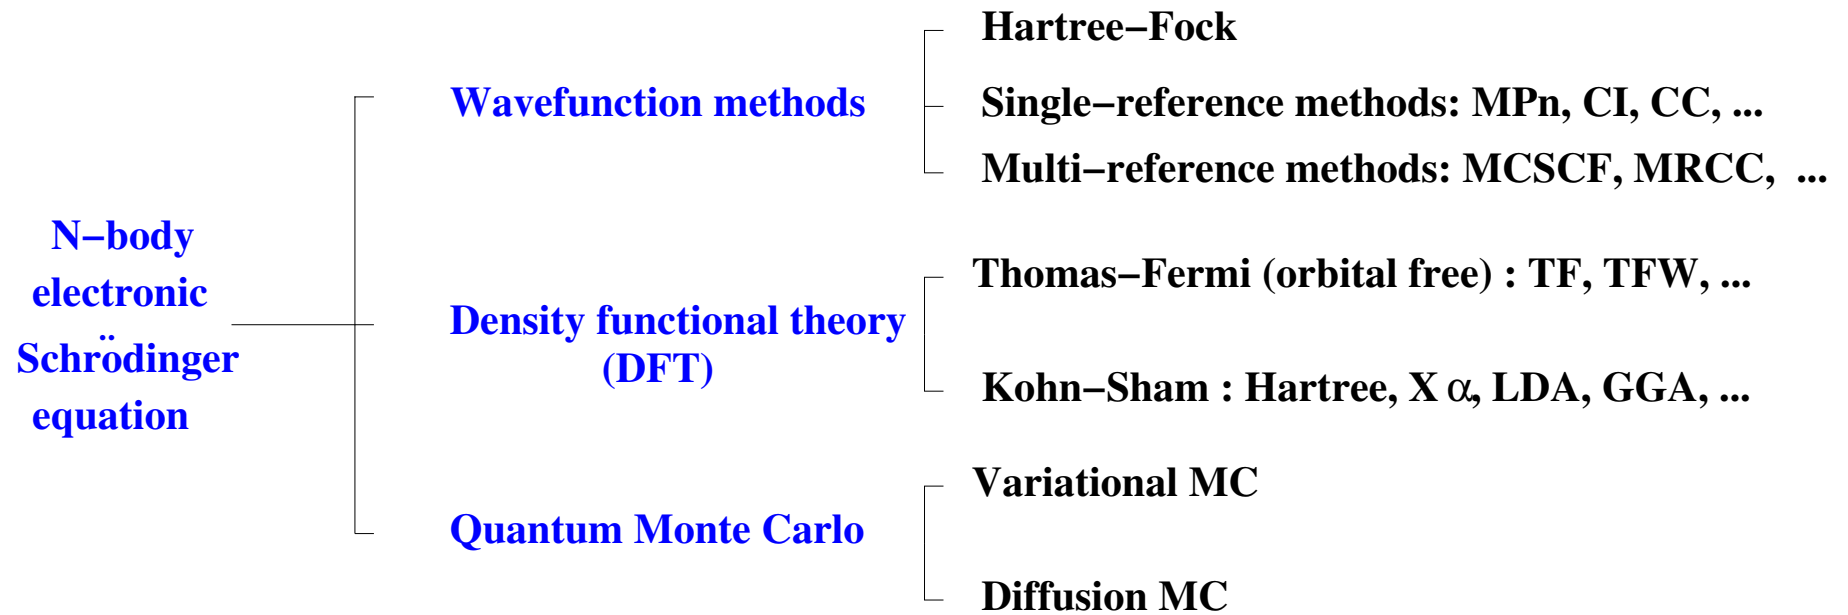 N−body
electronic
Schrödinger
equation
Wavefunction methods
Hartree−Fock
Single−reference methods: MPn, CI, CC, ...
Multi−reference methods: MCSCF, MRCC, ...
Density functional theory
(DFT)
Thomas−Fermi (orbital free) : TF, TFW, ...
Kohn−Sham : Hartree, X α, LDA, GGA, ...
Quantum Monte Carlo
Variational MC
Diffusion MC